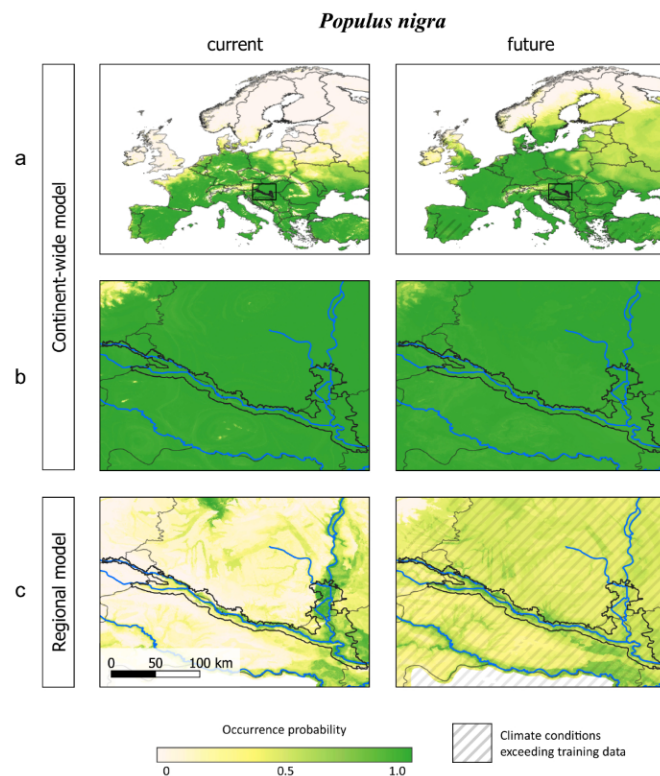 Populus nigra
current
future
a
Continent-wide model
b
c
Regional model
0 50 100 km
Occurrence probability
0
0.5
1.0
Climate conditions
exceeding training data